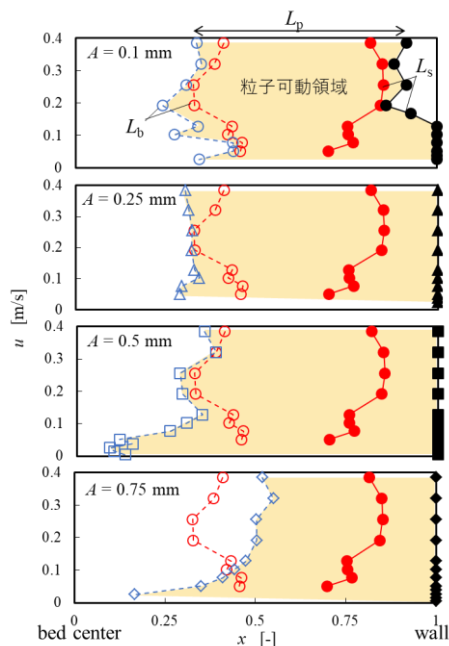 Lp
0.4
A = 0.1 mm
0.3
Ls
粒子可動領域
0.2
Lb
0.1
0
0.4
A = 0.25 mm
0.3
0.2
0.1
0
u [m/s]
0.4
A = 0.5 mm
0.3
0.2
0.1
0
0.4
A = 0.75 mm
0.3
0.2
0.1
0
0 0.25 0.5 0.75 1
bed center x [-] wall